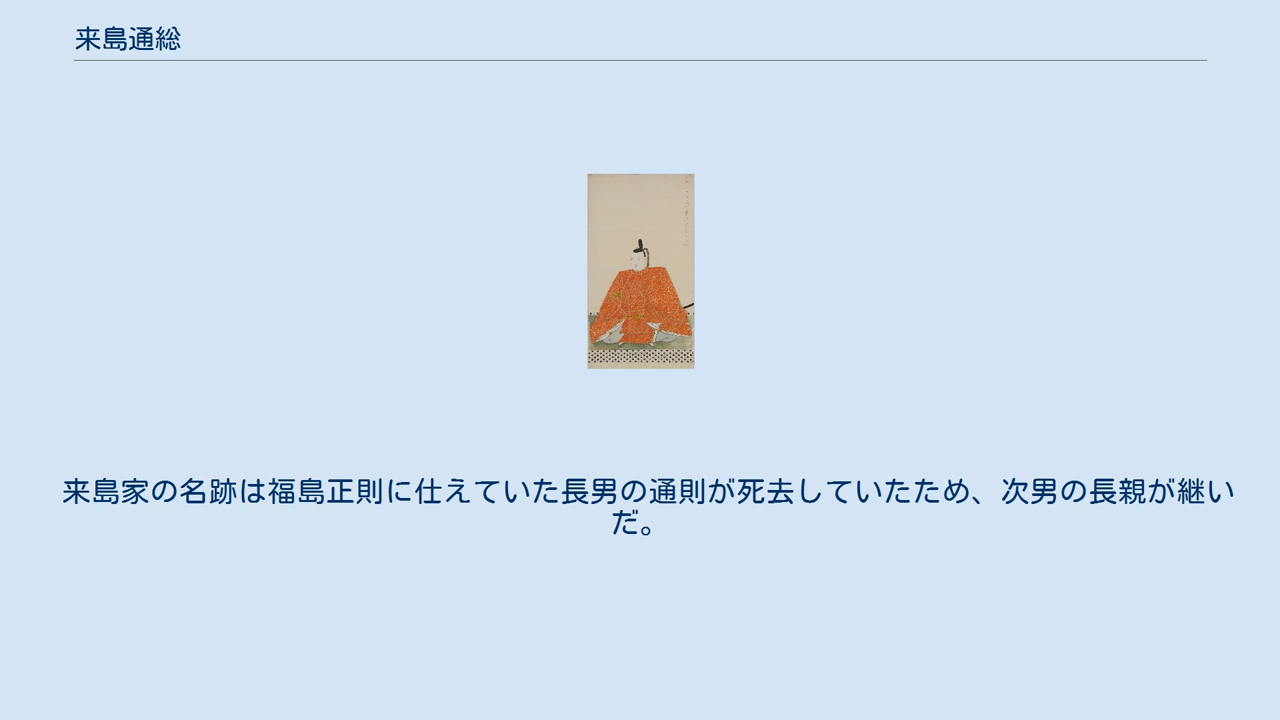 来島通総
来島家の名跡は福島正則に仕えていた長男の通則が死去していたため、次男の長親が継い
だ。